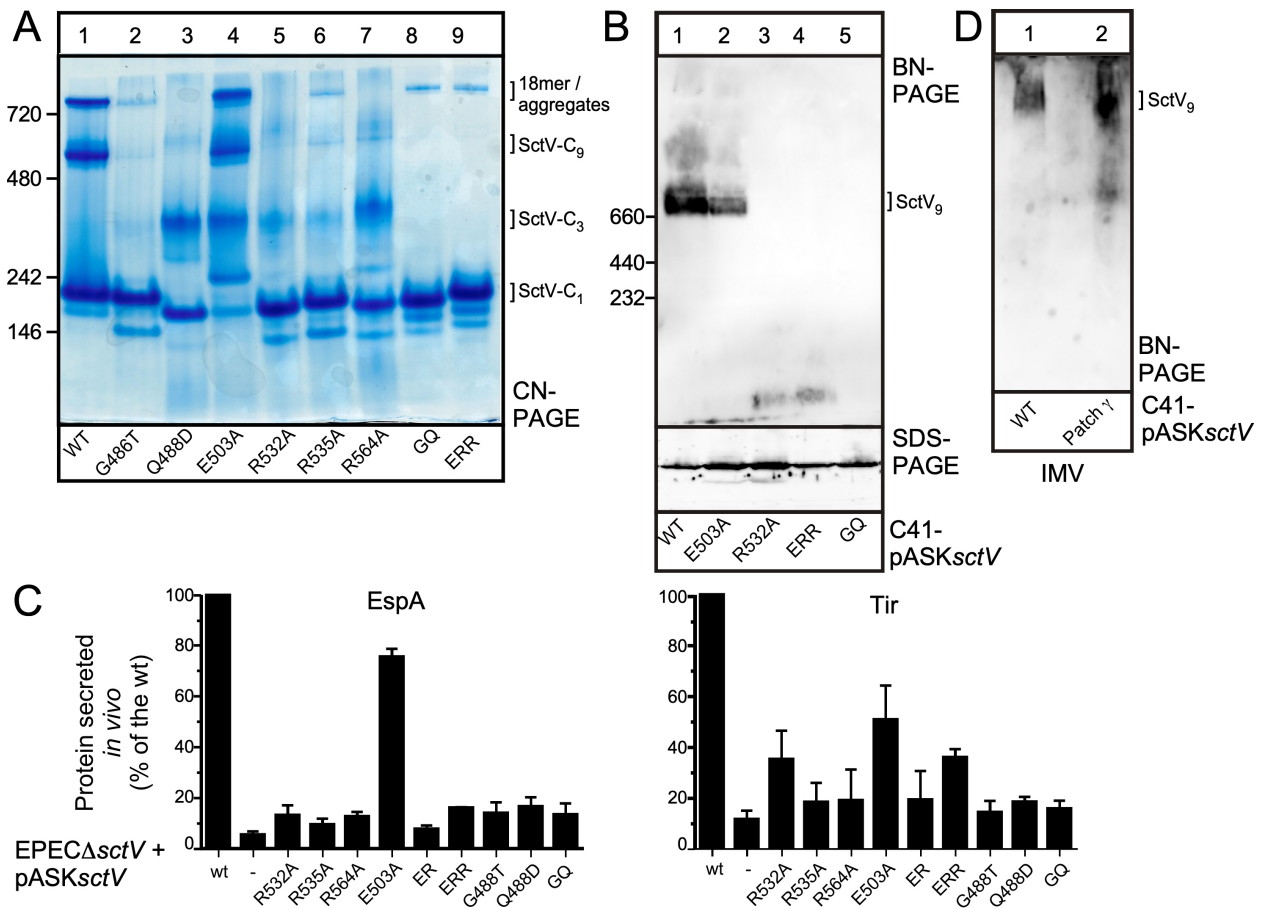 A
1 2 3 4 5 6 7 8 9
720
480
242
146
18mer /
aggregates
SctV-C9
SctV-C3
SctV-C1
CN-
PAGE
WT G486T Q488D E503A R532A R535A R564A GQ ERR
B
1 2 3 4 5
BN-
PAGE
660
440
232
SctV9
SDS-
PAGE
WT E503A R532A ERR GQ
C41-
pASKsctV
D
1 2
SctV9
BN-
PAGE
WT Patch γ
C41-
pASKsctV
IMV
C
EspA
Protein secreted
in vivo
(% of the wt)
100
80
60
40
20
0
EPECΔsctV +
pASKsctV
wt - R532A R535A R564A E503A ER ERR G488T Q488D GQ
Tir
100
80
60
40
20
0
wt - R532A R535A R564A E503A ER ERR G488T Q488D GQ